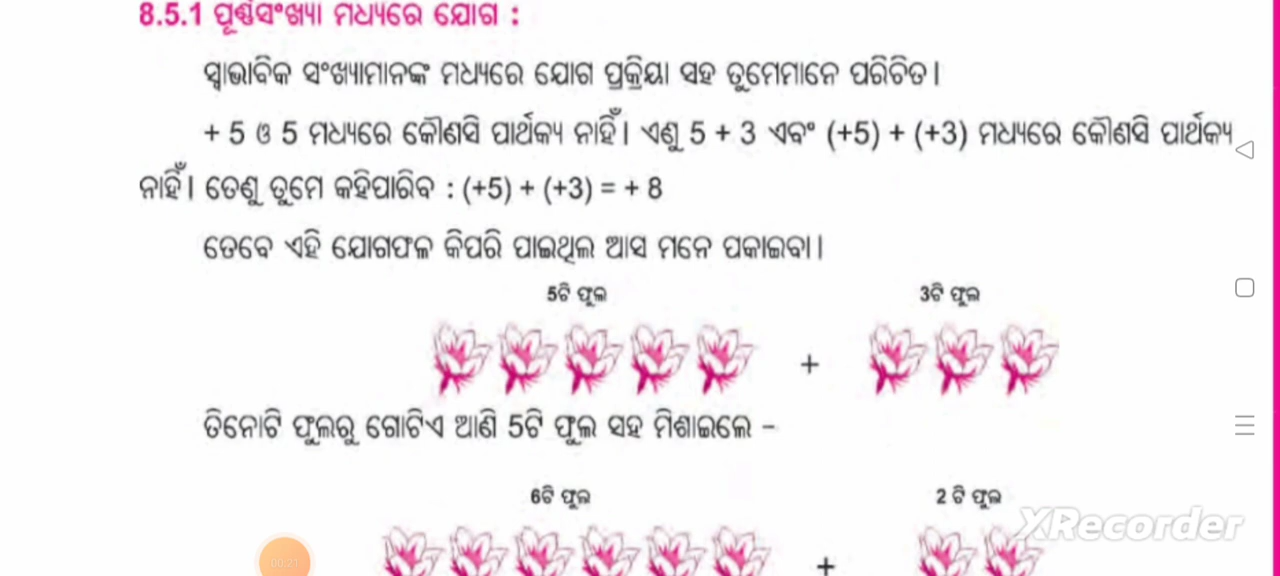 8.5.1 ପୂର୍ଣ୍ଣସଂଖ୍ୟା ମଧ୍ୟରେ ଯୋଗ :
ସ୍ୱାଭାବିକ ସଂଖ୍ୟାମାନଙ୍କ ମଧ୍ୟରେ ଯୋଗ ପ୍ରକ୍ରିୟା ସହ ତୁମେମାନେ ପରିଚିତ।
+ 5 ଓ 5 ମଧ୍ୟରେ କୌଣସି ପାର୍ଥକ୍ୟ ନାହିଁ। ଏଣୁ 5 + 3 ଏବଂ (+5) + (+3) ମଧ୍ୟରେ କୌଣସି ପାର୍ଥକ୍ୟ
ନାହିଁ। ତେଣୁ ତୁମେ କହିପାରିବ : (+5) + (+3) = + 8
ତେବେ ଏହି ଯୋଗଫଳ କିପରି ପାଇଥିଲ ଆସ ମନେ ପକାଇବା।
5ଟି ଫୁଲ 3ଟି ଫୁଲ
+
ତିନୋଟି ଫୁଲରୁ ଗୋଟିଏ ଆଣି 5ଟି ଫୁଲ ସହ ମିଶାଇଲେ -
6ଟି ଫୁଲ 2 ଟି ଫୁଲ
XRecorder
+
00:21